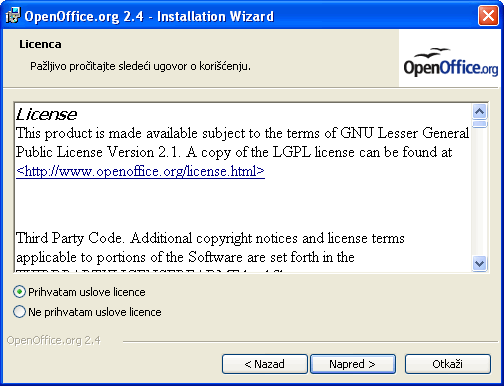 OpenOffice.org 2.4 - Installation Wizard
Licenca
Pažljivo pročitajte sledeći ugovor o korišćenju.
OpenOffice.org
License
This product is made available subject to the terms of GNU Lesser General
Public License Version 2.1. A copy of the LGPL license can be found at
<http://www.openoffice.org/license.html>
Third Party Code. Additional copyright notices and license terms
applicable to portions of the Software are set forth in the
Prihvatam uslove licence
Ne prihvatam uslove licence
OpenOffice.org 2.4
< Nazad
Napred >
Otkaži